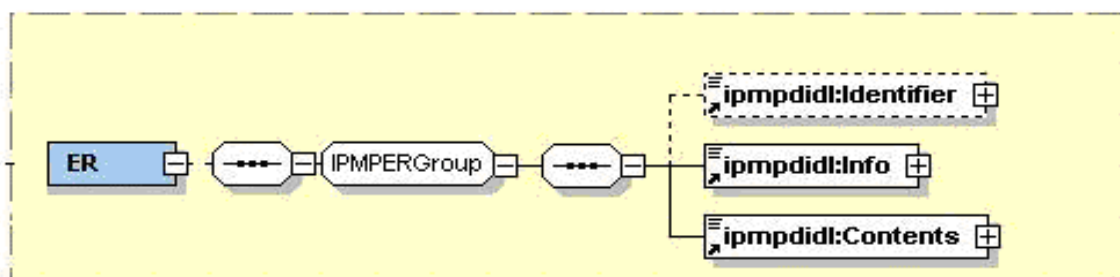 ipmpdidl:Identifier
ER
IPMPERGroup
ipmpdidl:Info
ipmpdidl:Contents